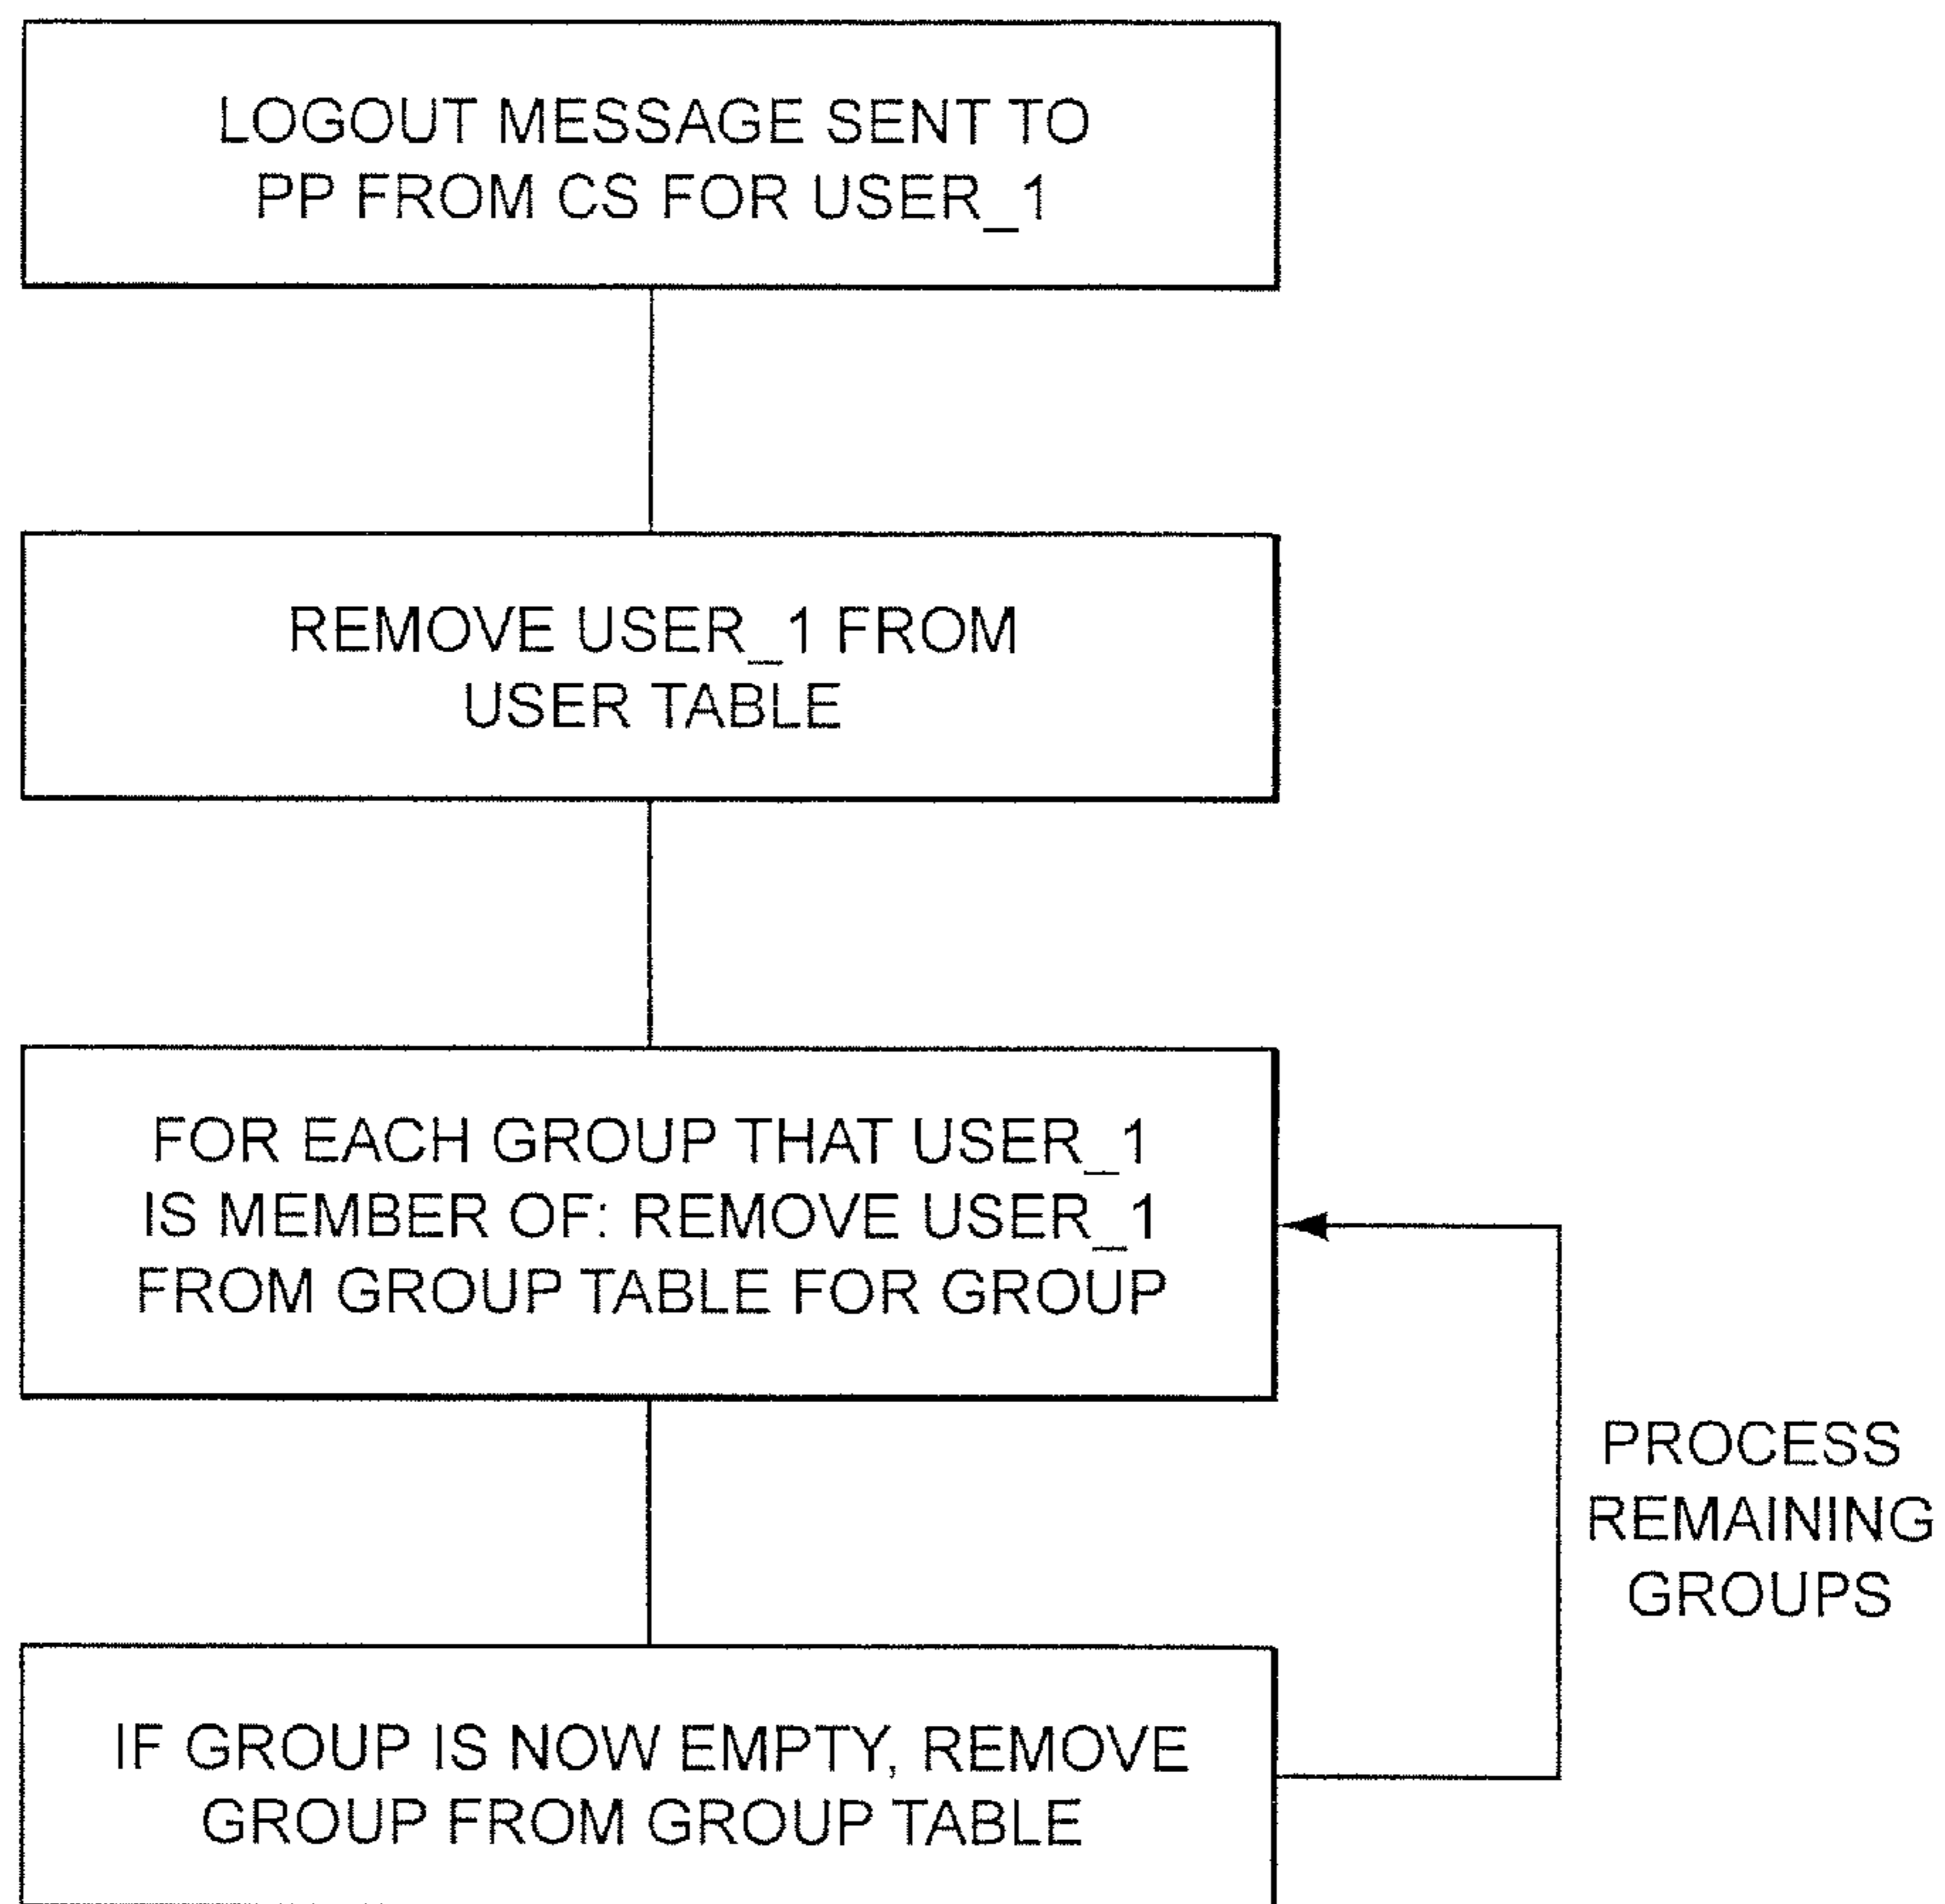 LOGOUT MESSAGE SENT TO
PP FROM CS FOR USER_1
REMOVE USER_1 FROM
USER TABLE
FOR EACH GROUP THAT USER_1
IS MEMBER OF: REMOVE USER_1
FROM GROUP TABLE FOR GROUP
PROCESS
REMAINING
GROUPS
IF GROUP IS NOW EMPTY, REMOVE
GROUP FROM GROUP TABLE